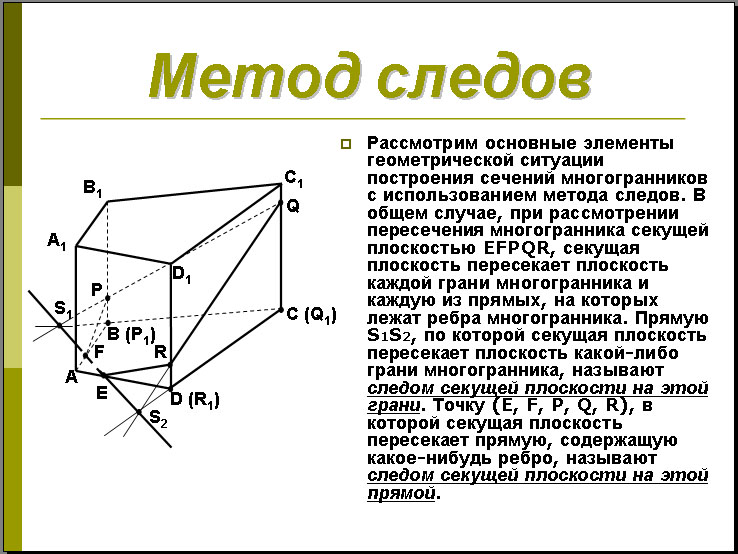 Метод следов
Рассмотрим основные элементы
геометрической ситуации
построения сечений многогранников
с использованием метода следов. В
общем случае, при рассмотрении
пересечения многогранника секущей
плоскостью EFPQR, секущая
плоскость пересекает плоскость
каждой грани многогранника и
каждую из прямых, на которых
лежат ребра многогранника. Прямую
S1S2, по которой секущая плоскость
пересекает плоскость какой-либо
грани многогранника, называют
следом секущей плоскости на этой
грани. Точку (E, F, P, Q, R), в
которой секущая плоскость
пересекает прямую, содержащую
какое-нибудь ребро, называют
следом секущей плоскости на этой
прямой.
C1
B1
Q
A1
D1
P
S1
C (Q1)
B (P1)
F
R
A
E
D (R1)
S2